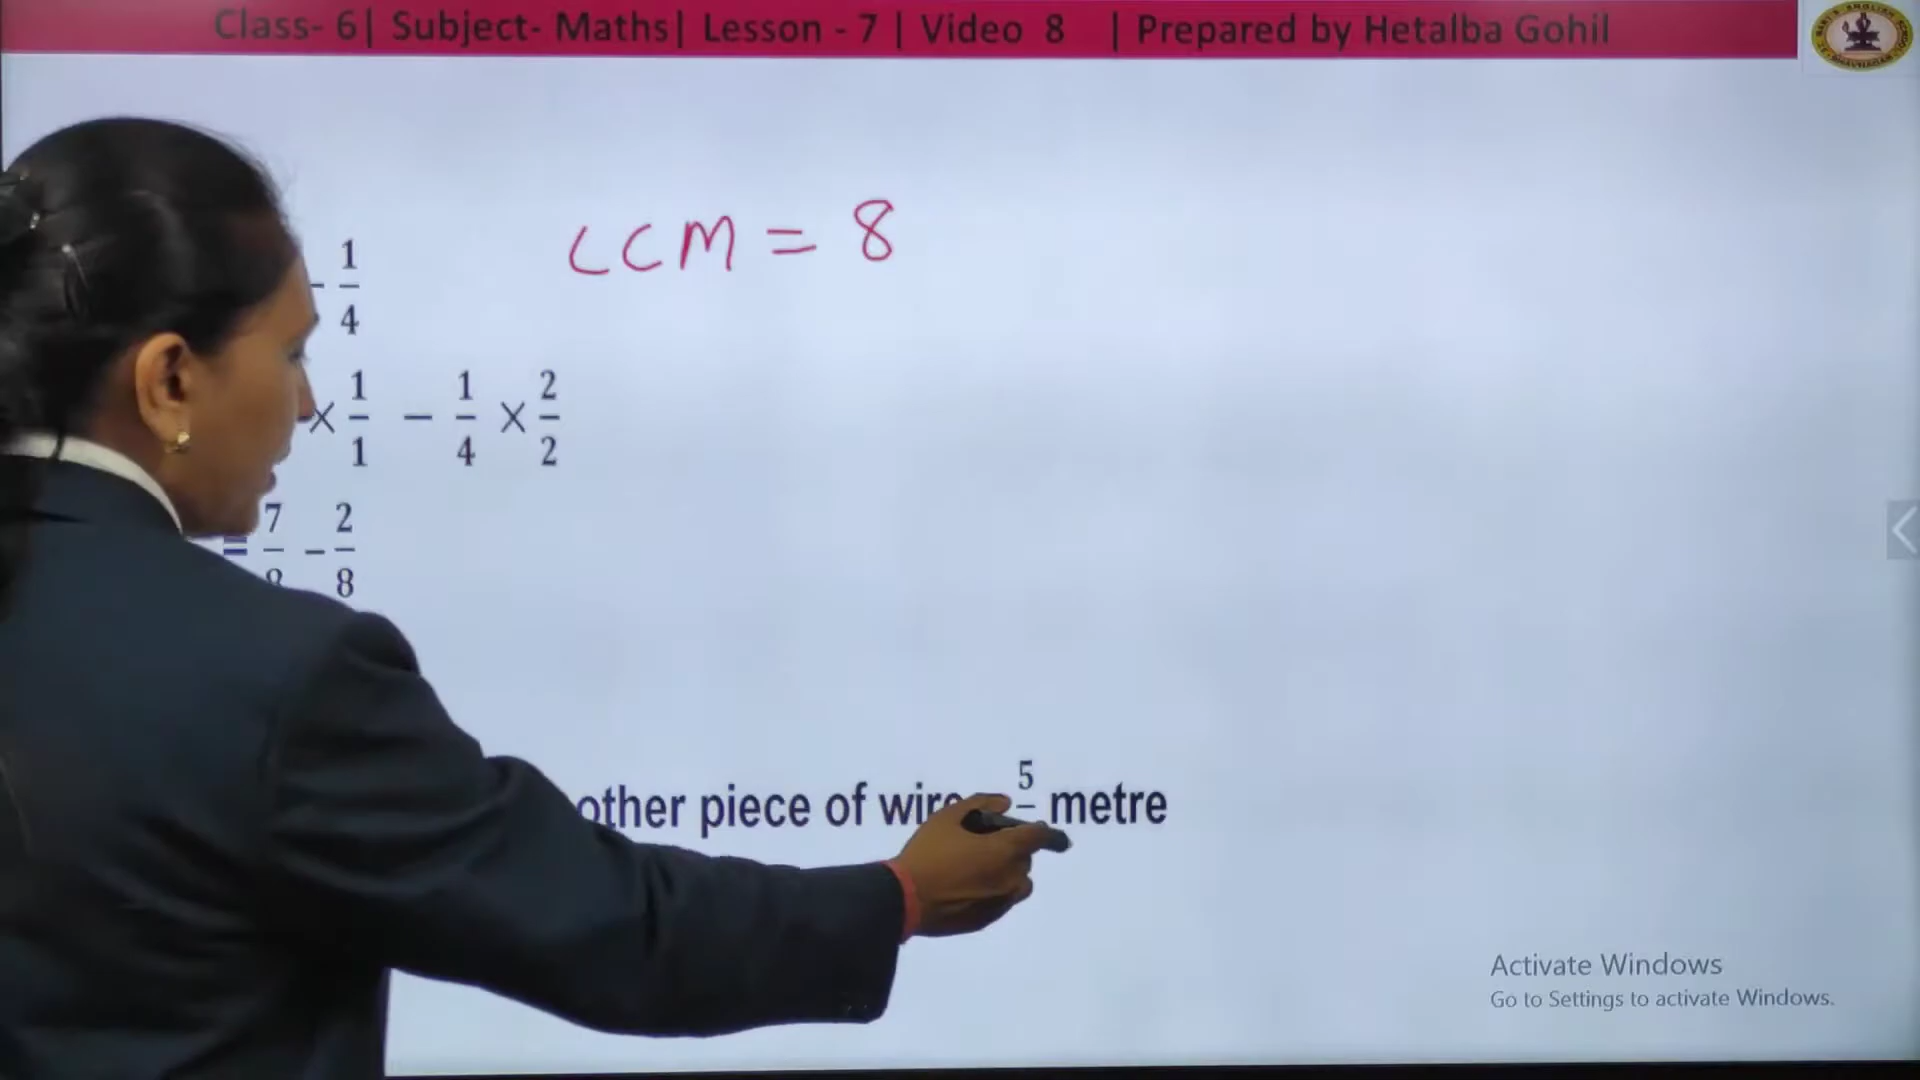 Class- 6| Subject- Maths| Lesson - 7 | Video 8 | Prepared by Hetalba Gohil
LCM = 8
- 1/4
× 1/1 - 1/4 × 2/2
= 7/8 - 2/8
other piece of wire 5 metre
Activate Windows
Go to Settings to activate Windows.